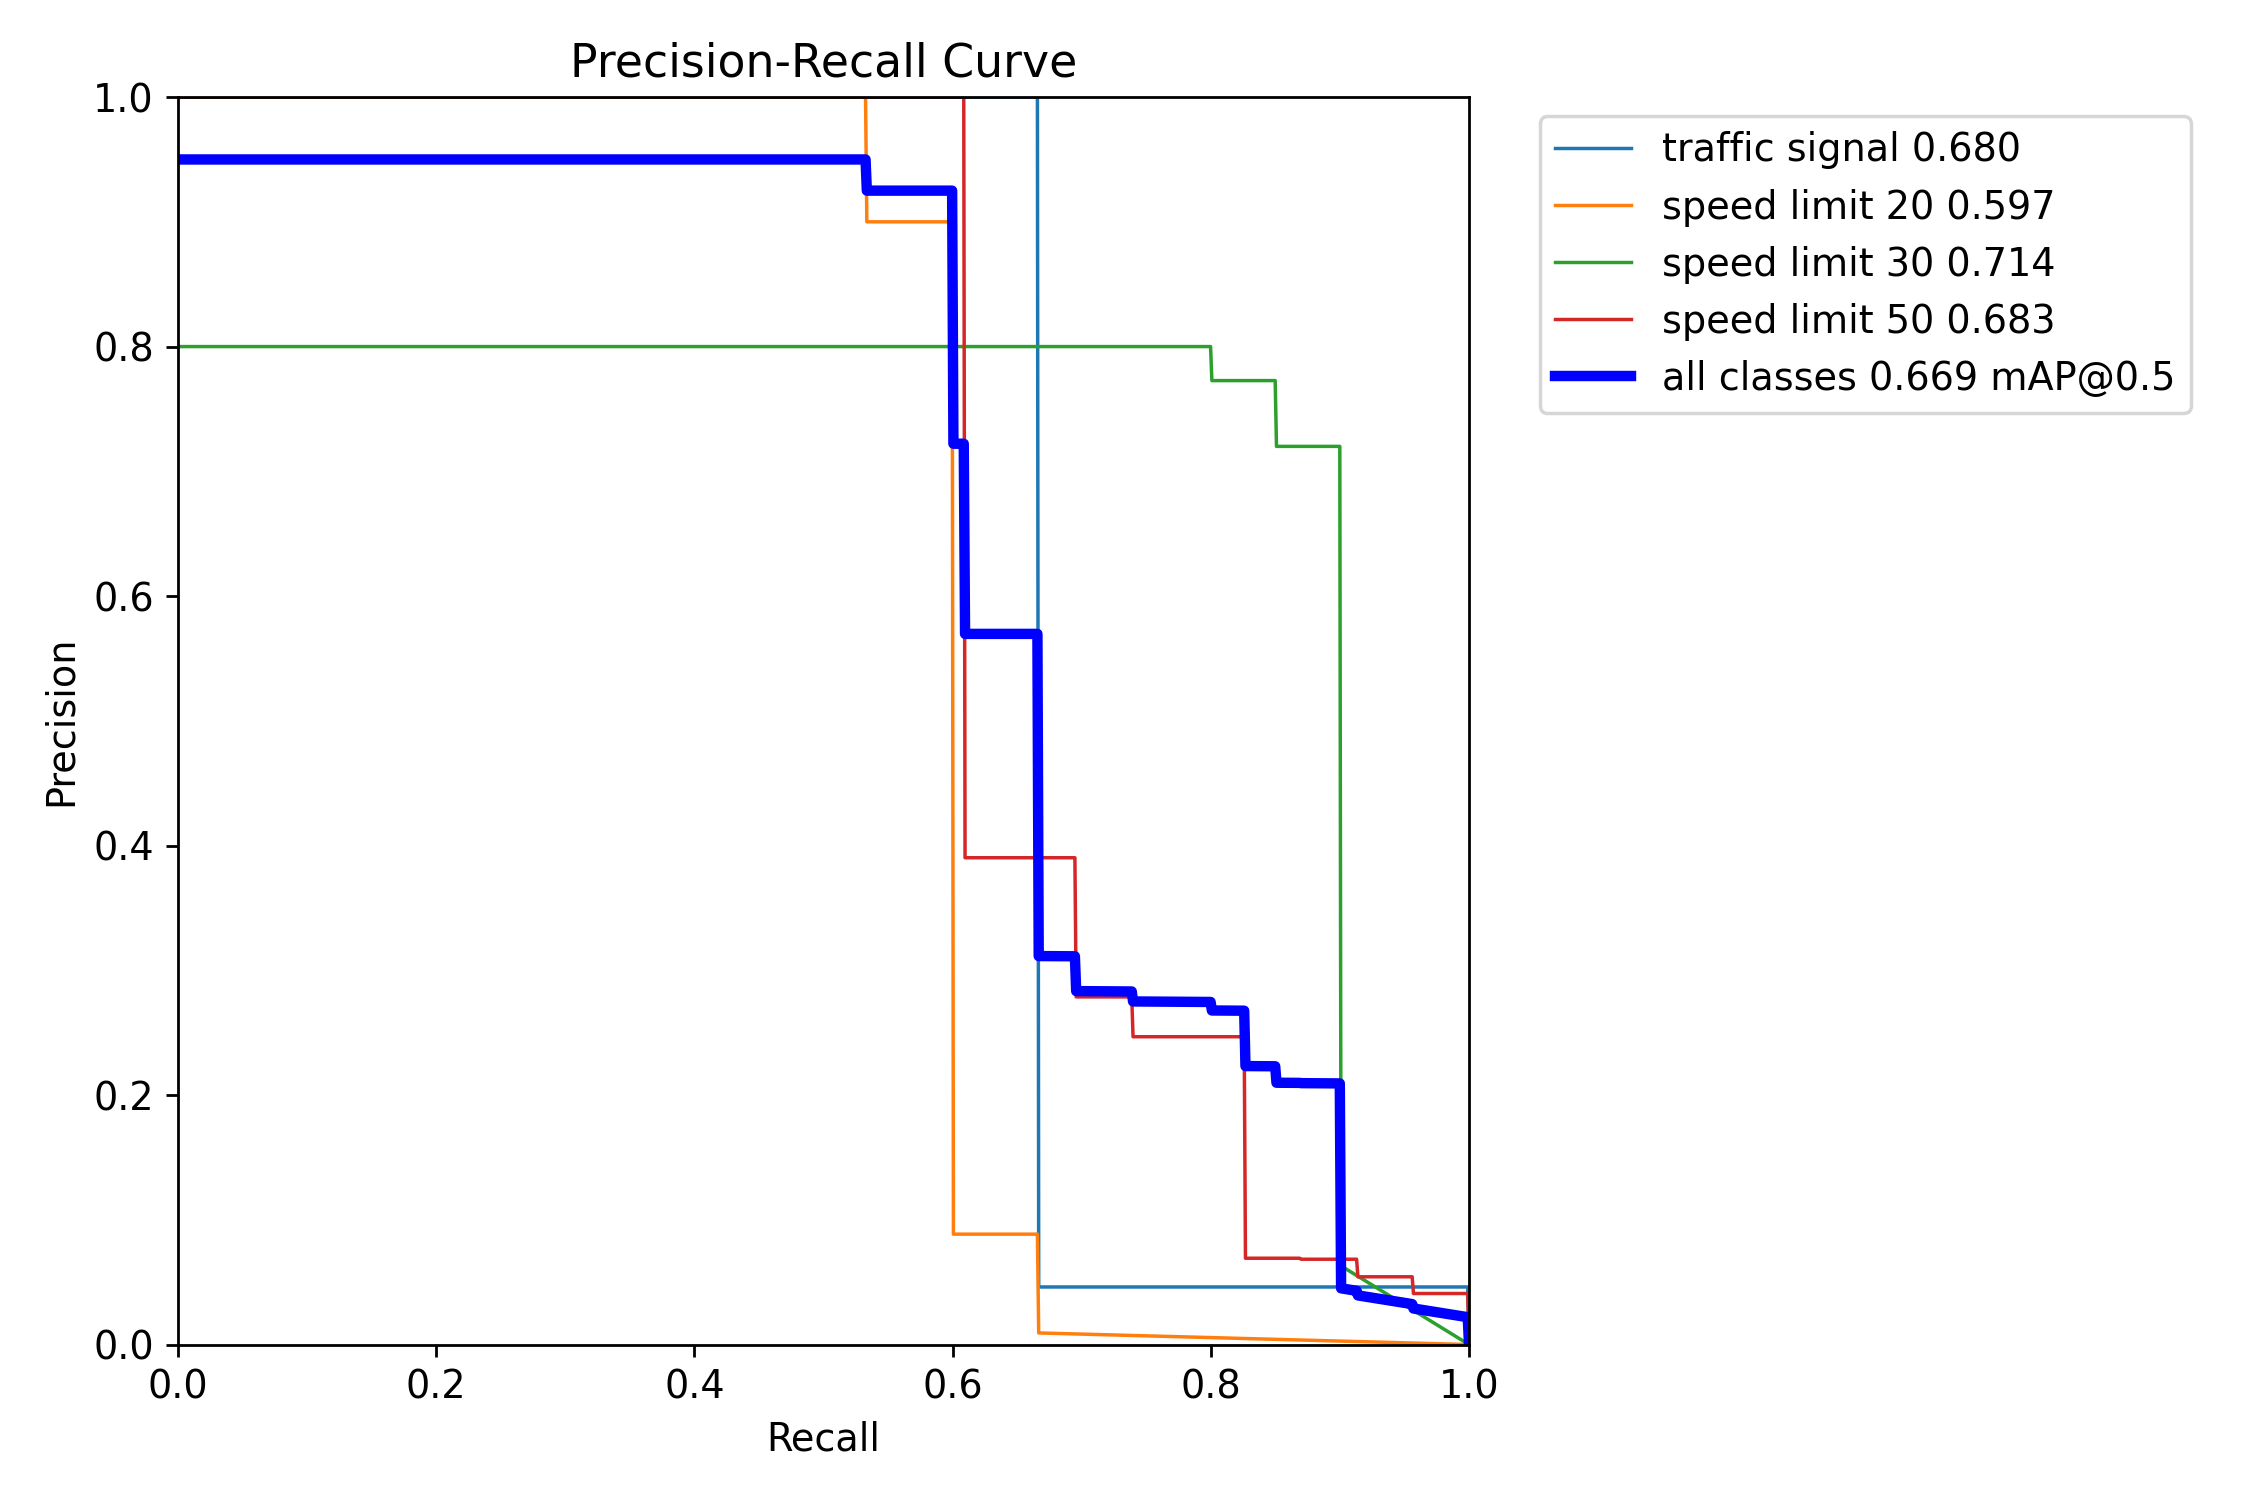 Precision-Recall Curve
1.0
0.8
0.6
0.4
0.2
0.0
Precision
0.0 0.2 0.4 0.6 0.8 1.0
Recall
traffic signal 0.680
speed limit 20 0.597
speed limit 30 0.714
speed limit 50 0.683
all classes 0.669 mAP@0.5